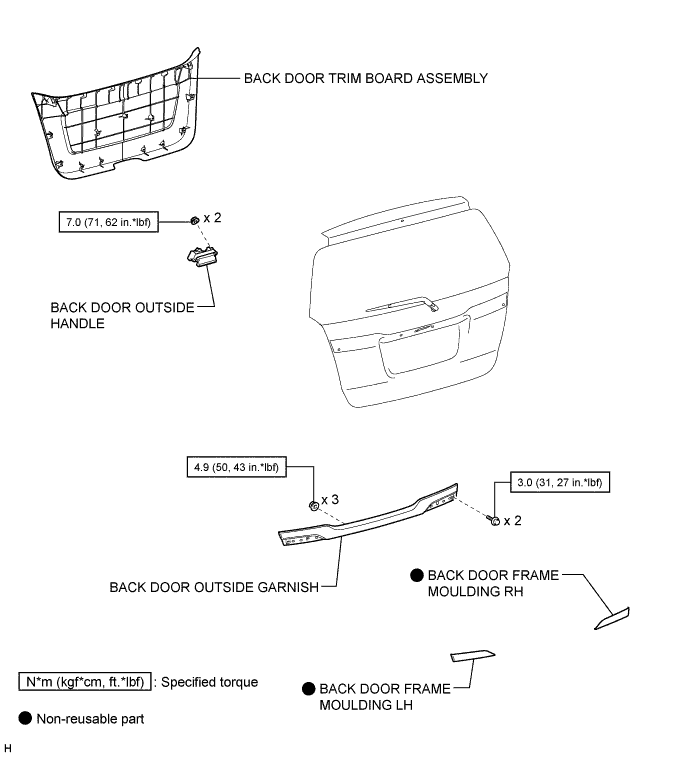 BACK DOOR TRIM BOARD ASSEMBLY
7.0 (71, 62 in.*lbf)
x 2
BACK DOOR OUTSIDE
HANDLE
4.9 (50, 43 in.*lbf)
x 3
3.0 (31, 27 in.*lbf)
x 2
BACK DOOR OUTSIDE GARNISH
BACK DOOR FRAME
MOULDING RH
N*m (kgf*cm, ft.*lbf) : Specified torque
BACK DOOR FRAME
MOULDING LH
Non-reusable part
H